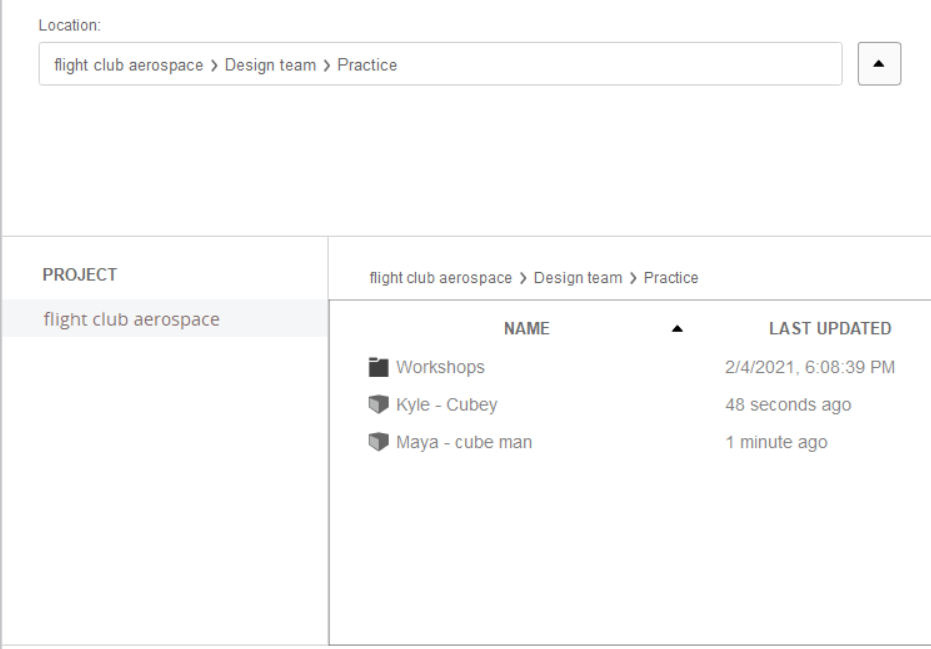 Location:
flight club aerospace > Design team > Practice
PROJECT
flight club aerospace
flight club aerospace > Design team > Practice
NAME LAST UPDATED
Workshops 2/4/2021, 6:08:39 PM
Kyle - Cubey 48 seconds ago
Maya - cube man 1 minute ago